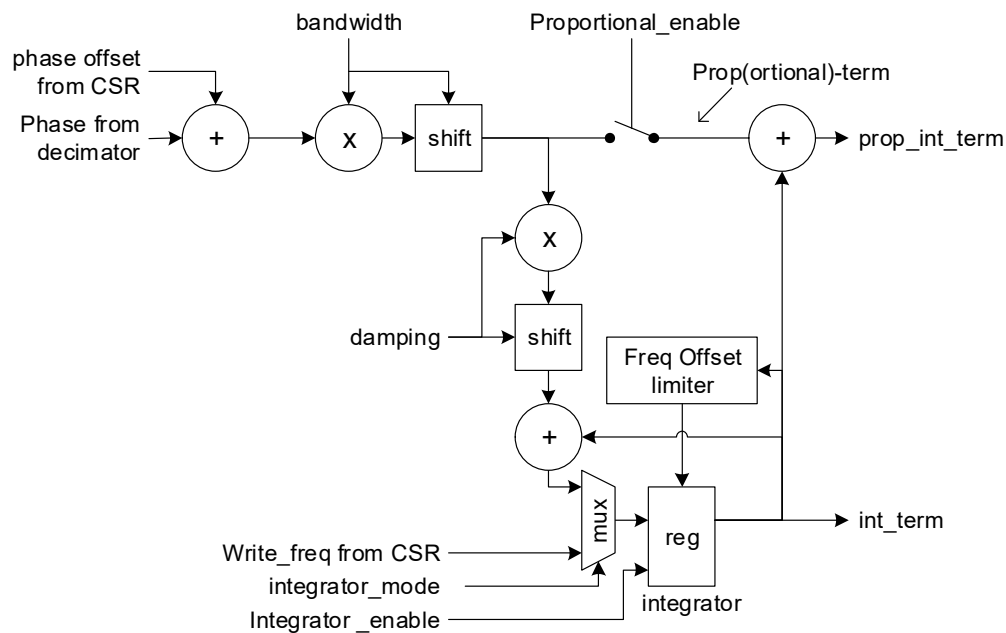 bandwidth
Proportional_enable
phase offset
from CSR
Prop(ortional)-term
Phase from
decimator
+
x
shift
+
prop_int_term
x
damping
shift
Freq Offset
limiter
+
mux
reg
int_term
Write_freq from CSR
integrator_mode
Integrator _enable
integrator